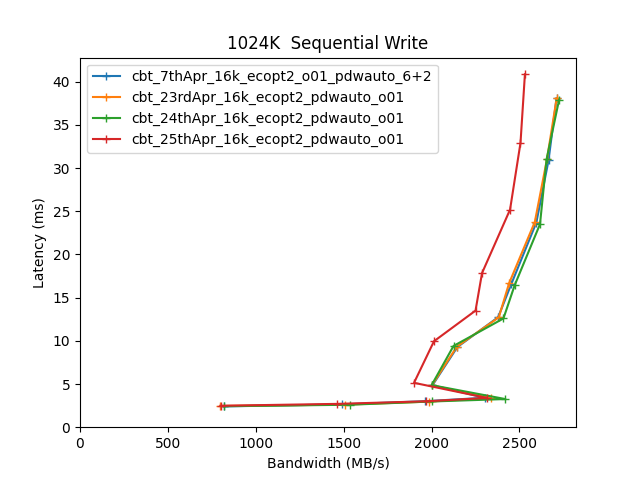 1024K  Sequential Write
cbt_7thApr_16k_ecopt2_o01_pdwauto_6+2
cbt_23rdApr_16k_ecopt2_pdwauto_o01
cbt_24thApr_16k_ecopt2_pdwauto_o01
cbt_25thApr_16k_ecopt2_pdwauto_o01
40
35
30
25
20
15
10
5
0
Latency (ms)
0 500 1000 1500 2000 2500
Bandwidth (MB/s)